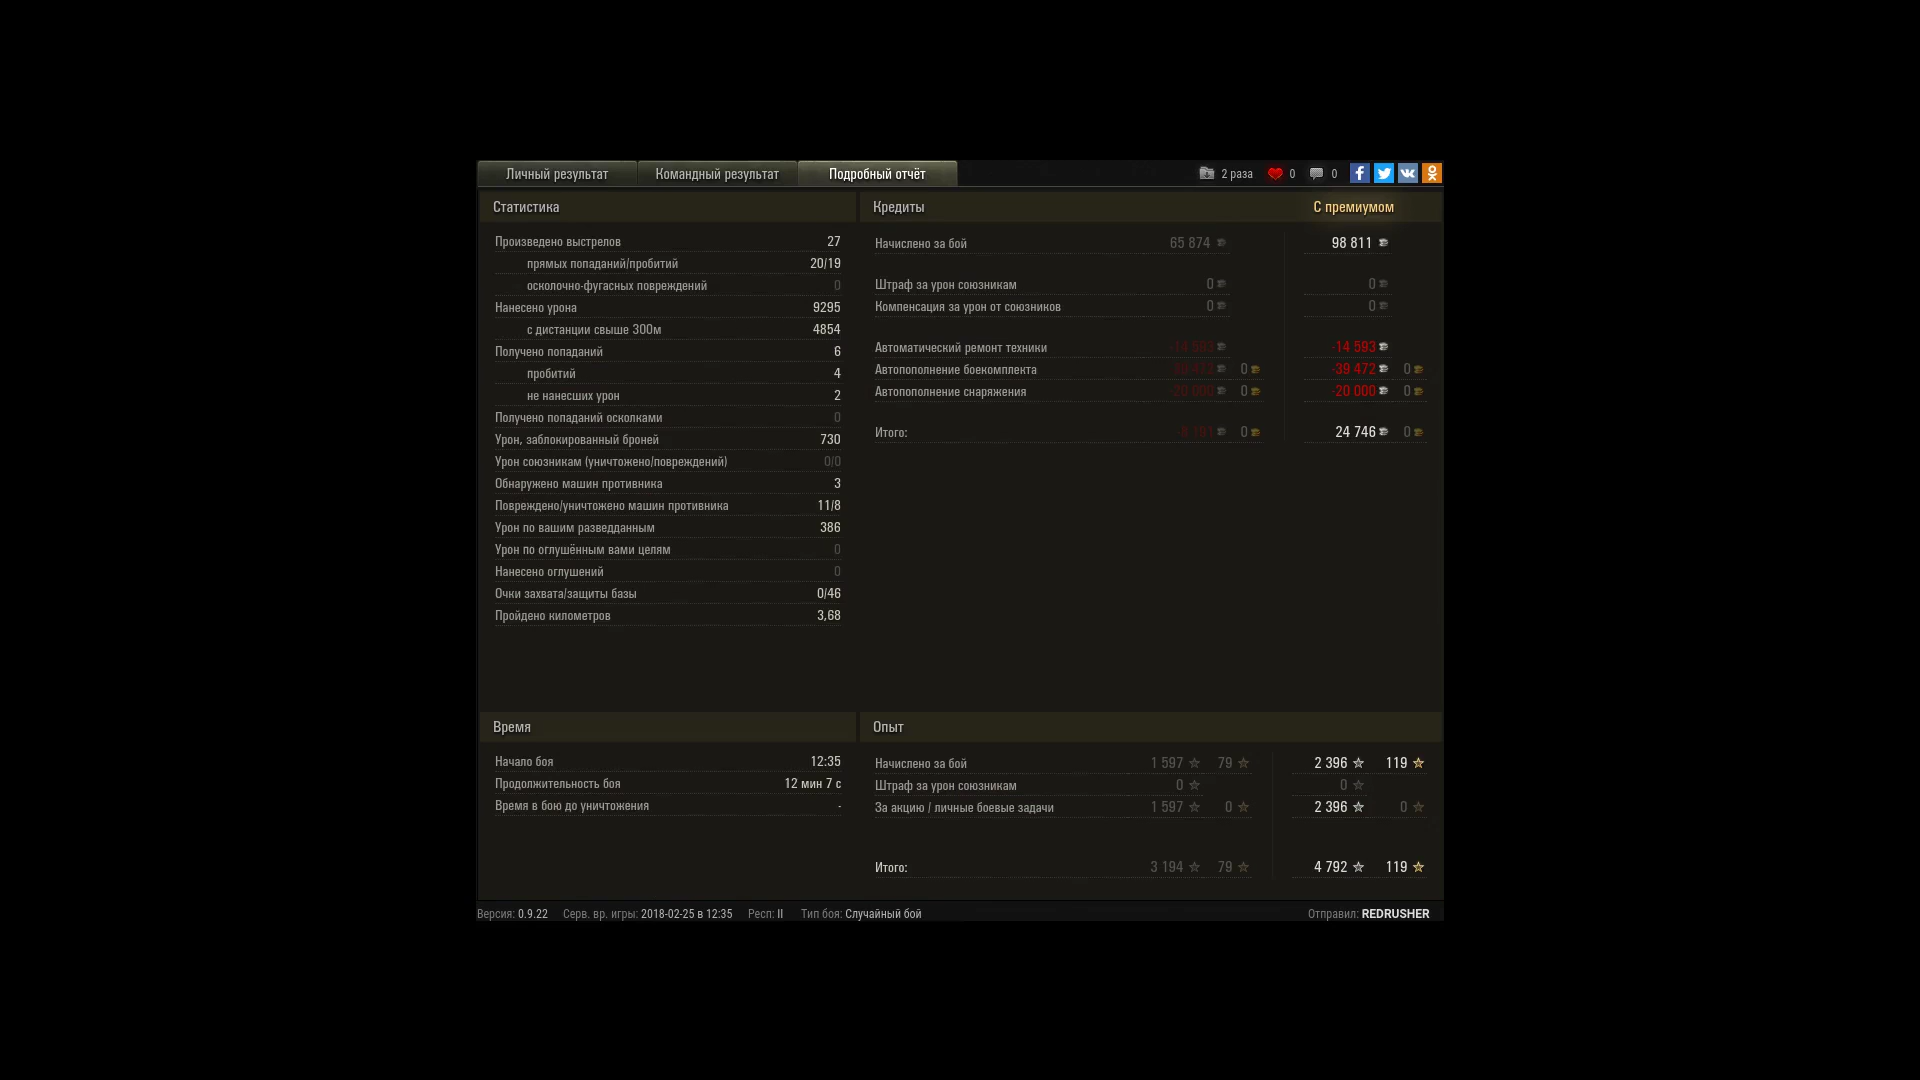 Личный результат Командный результат Подробный отчёт 2 раза 0 0
Статистика
Произведено выстрелов 27
прямых попаданий/пробитий 20/19
осколочно-фугасных повреждений 0
Нанесено урона 9295
с дистанции свыше 300м 4854
Получено попаданий 6
пробитий 4
не нанесших урон 2
Получено попаданий осколками 0
Урон, заблокированный броней 730
Урон союзникам (уничтожено/повреждений) 0/0
Обнаружено машин противника 3
Повреждено/уничтожено машин противника 11/8
Урон по вашим разведданным 386
Урон по оглушённым вами целям 0
Нанесено оглушений 0
Очки захвата/защиты базы 0/46
Пройдено километров 3,68
Кредиты С премиумом
Начислено за бой 65 874 98 811
Штраф за урон союзникам 0 0
Компенсация за урон от союзников 0 0
Автоматический ремонт техники -14 593 -14 593
Автопополнение боекомплекта -39 472 0 -39 472 0
Автопополнение снаряжения -20 000 0 -20 000 0
Итого: -8 191 0 24 746 0
Время
Начало боя 12:35
Продолжительность боя 12 мин 7 с
Время в бою до уничтожения -
Опыт
Начислено за бой 1 597 79 2 396 119
Штраф за урон союзникам 0 0
За акцию / личные боевые задачи 1 597 0 2 396 0
Итого: 3 194 79 4 792 119
Версия: 0.9.22 Серв. вр. игры: 2018-02-25 в 12:35 Респ: II Тип боя: Случайный бой Отправил: REDRUSHER